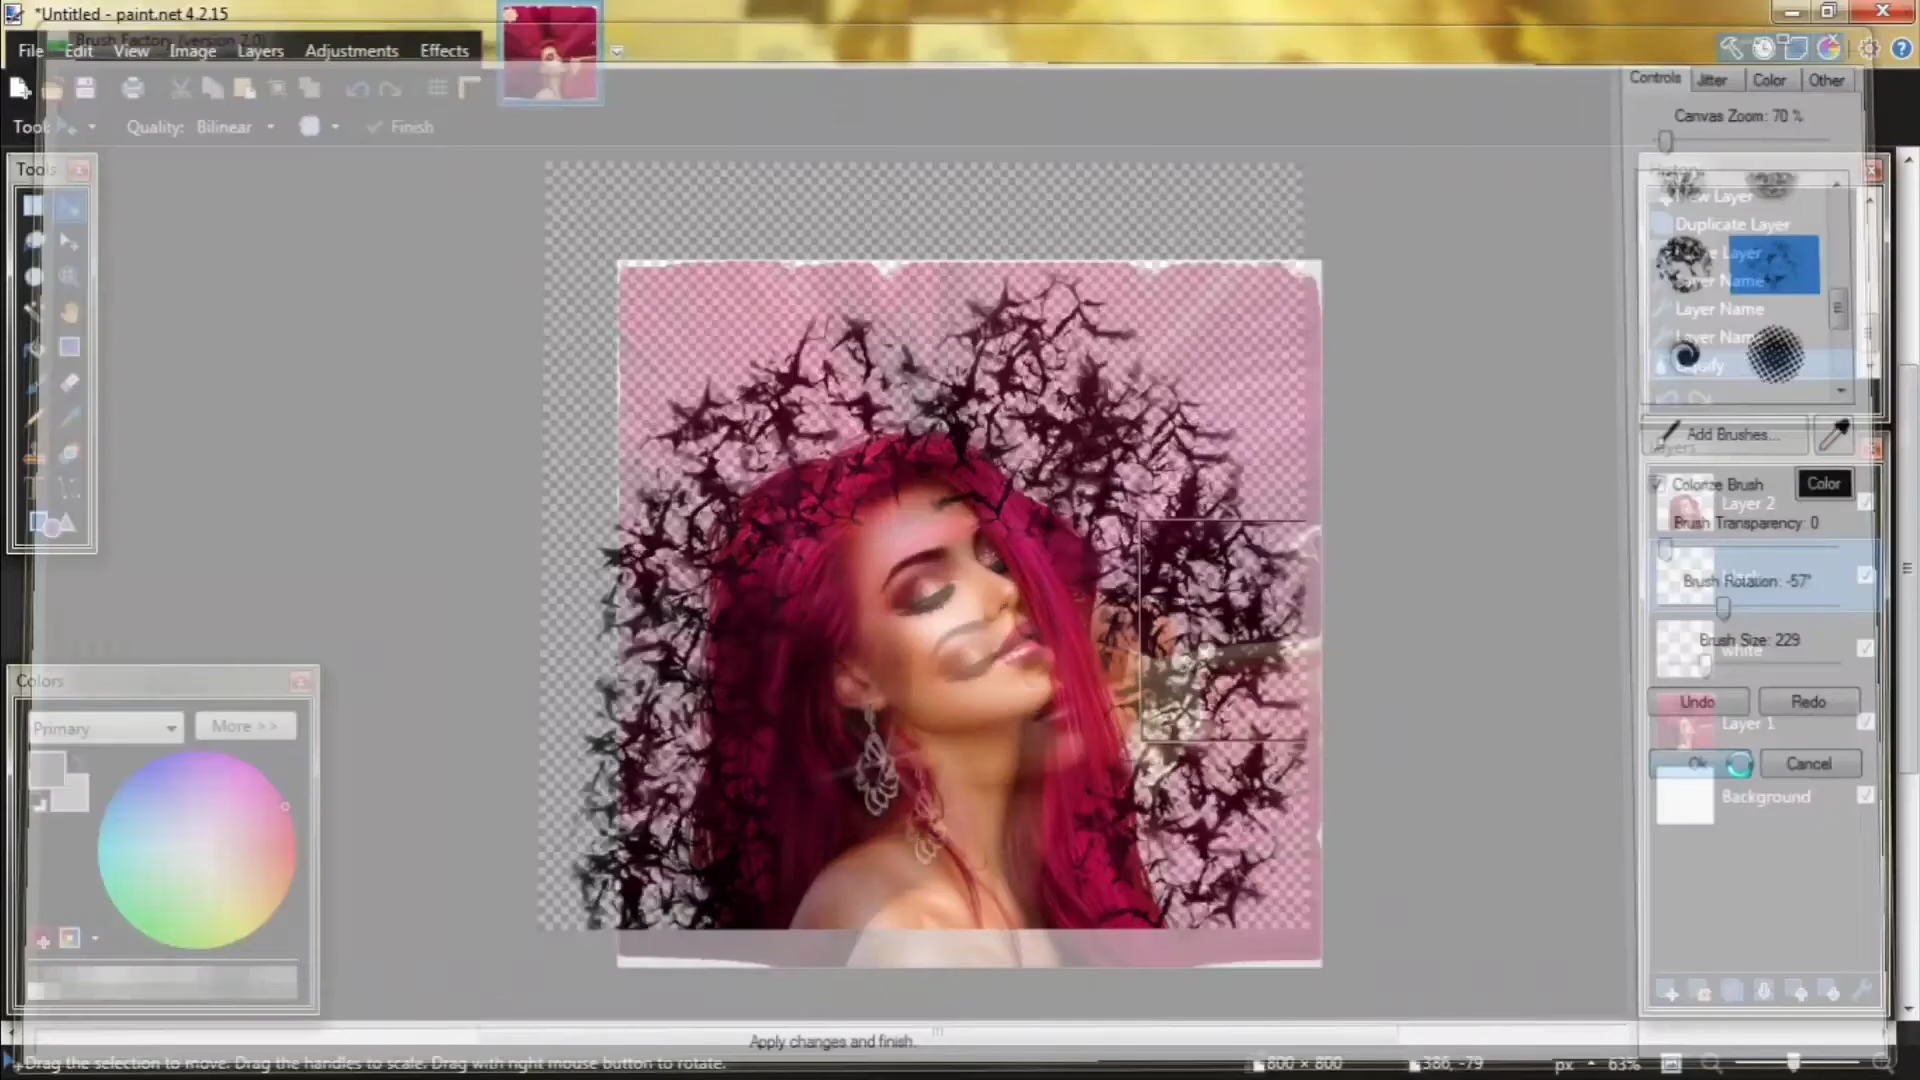 *Untitled - paint.net 4.2.15
Brush Factory (version 2.0)
File Edit View Image Layers Adjustments Effects
Controls Jitter Color Other
Canvas Zoom: 70 %
Tool: Quality: Bilinear Finish
Tools
History
New Layer
Duplicate Layer
Layer
Layer Name
Layer Name
Layer Name
Liquify
Add Brushes...
Layers
Colorize Brush Color
Layer 2
Brush Transparency: 0
Brush Rotation: -57°
Brush Size: 229
white
Undo Redo
Layer 1
Ok Cancel
Background
Colors
Primary More >>
Apply changes and finish.
Drag the selection to move. Drag the handles to scale. Drag with right mouse button to rotate.
800 × 800 386, -79 px 63%